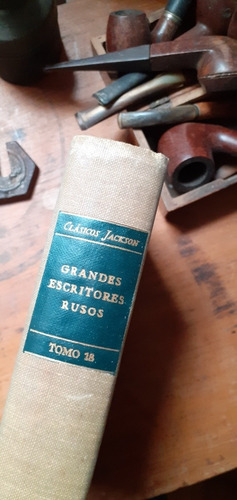 CLÁSICOS JACKSON
GRANDES
ESCRITORES
RUSOS
TOMO 18